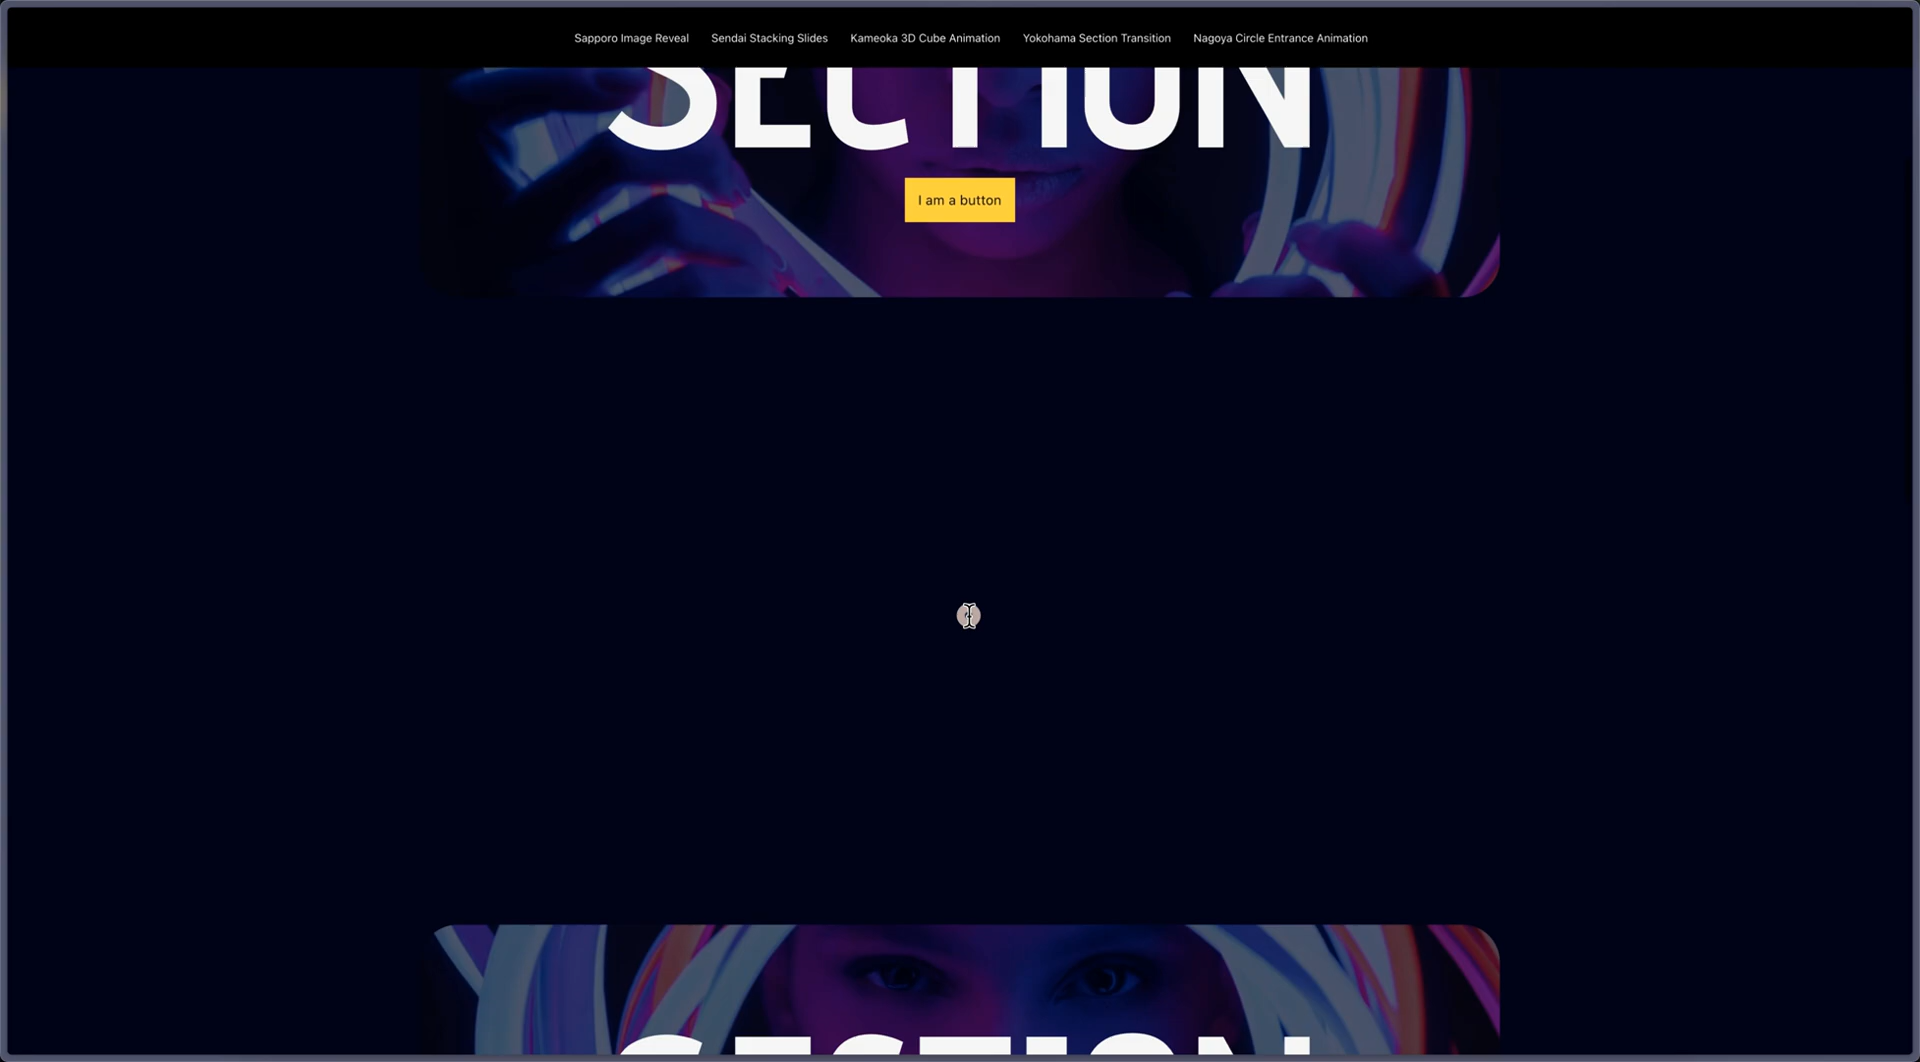 Sapporo Image Reveal Sendai Stacking Slides Kameoka 3D Cube Animation Yokohama Section Transition Nagoya Circle Entrance Animation
SECTION
I am a button
SECTION